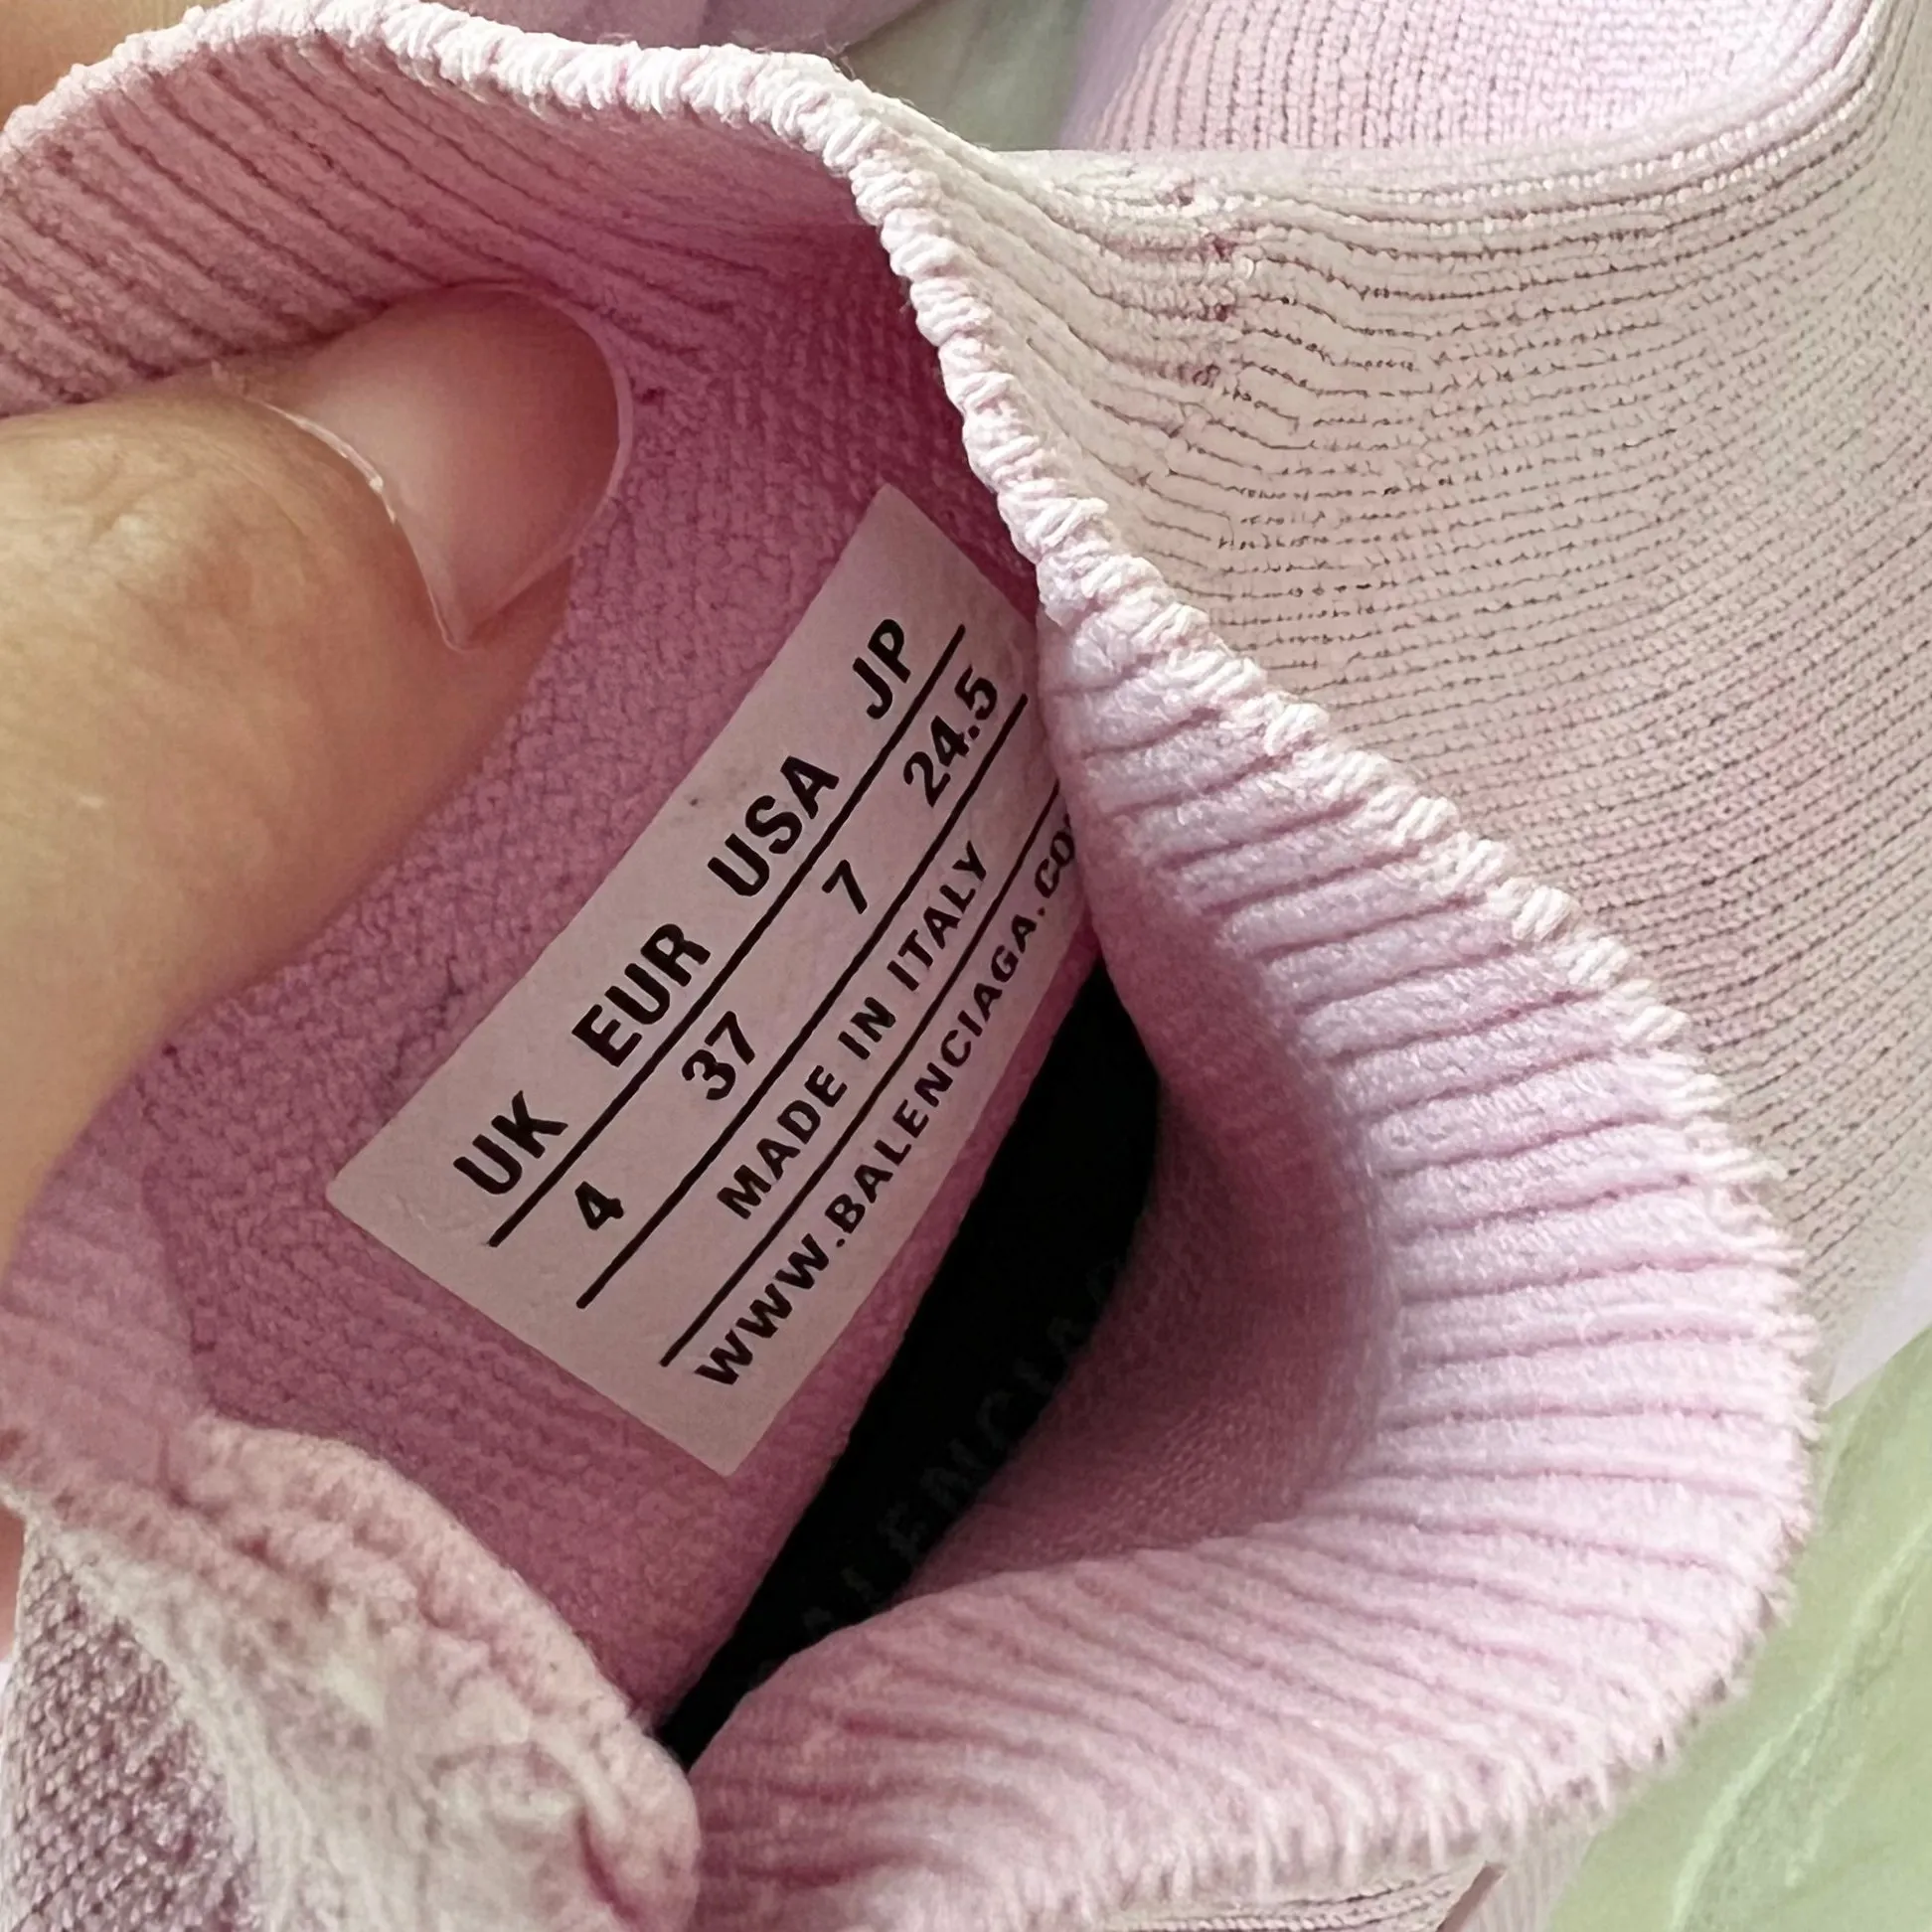 UK EUR USA JP
4 37 7 24.5
MADE IN ITALY
WWW.BALENCIAGA.CO